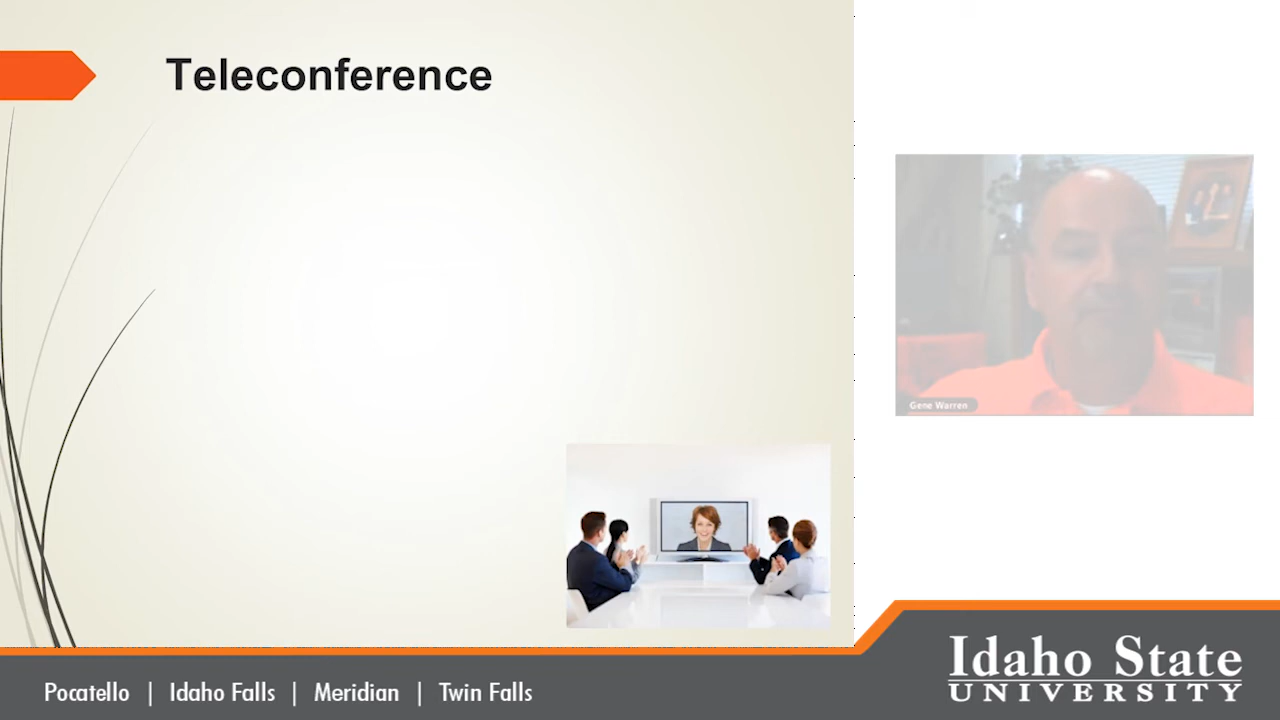 Teleconference
Gene Warren
Pocatello | Idaho Falls | Meridian | Twin Falls
Idaho State
UNIVERSITY